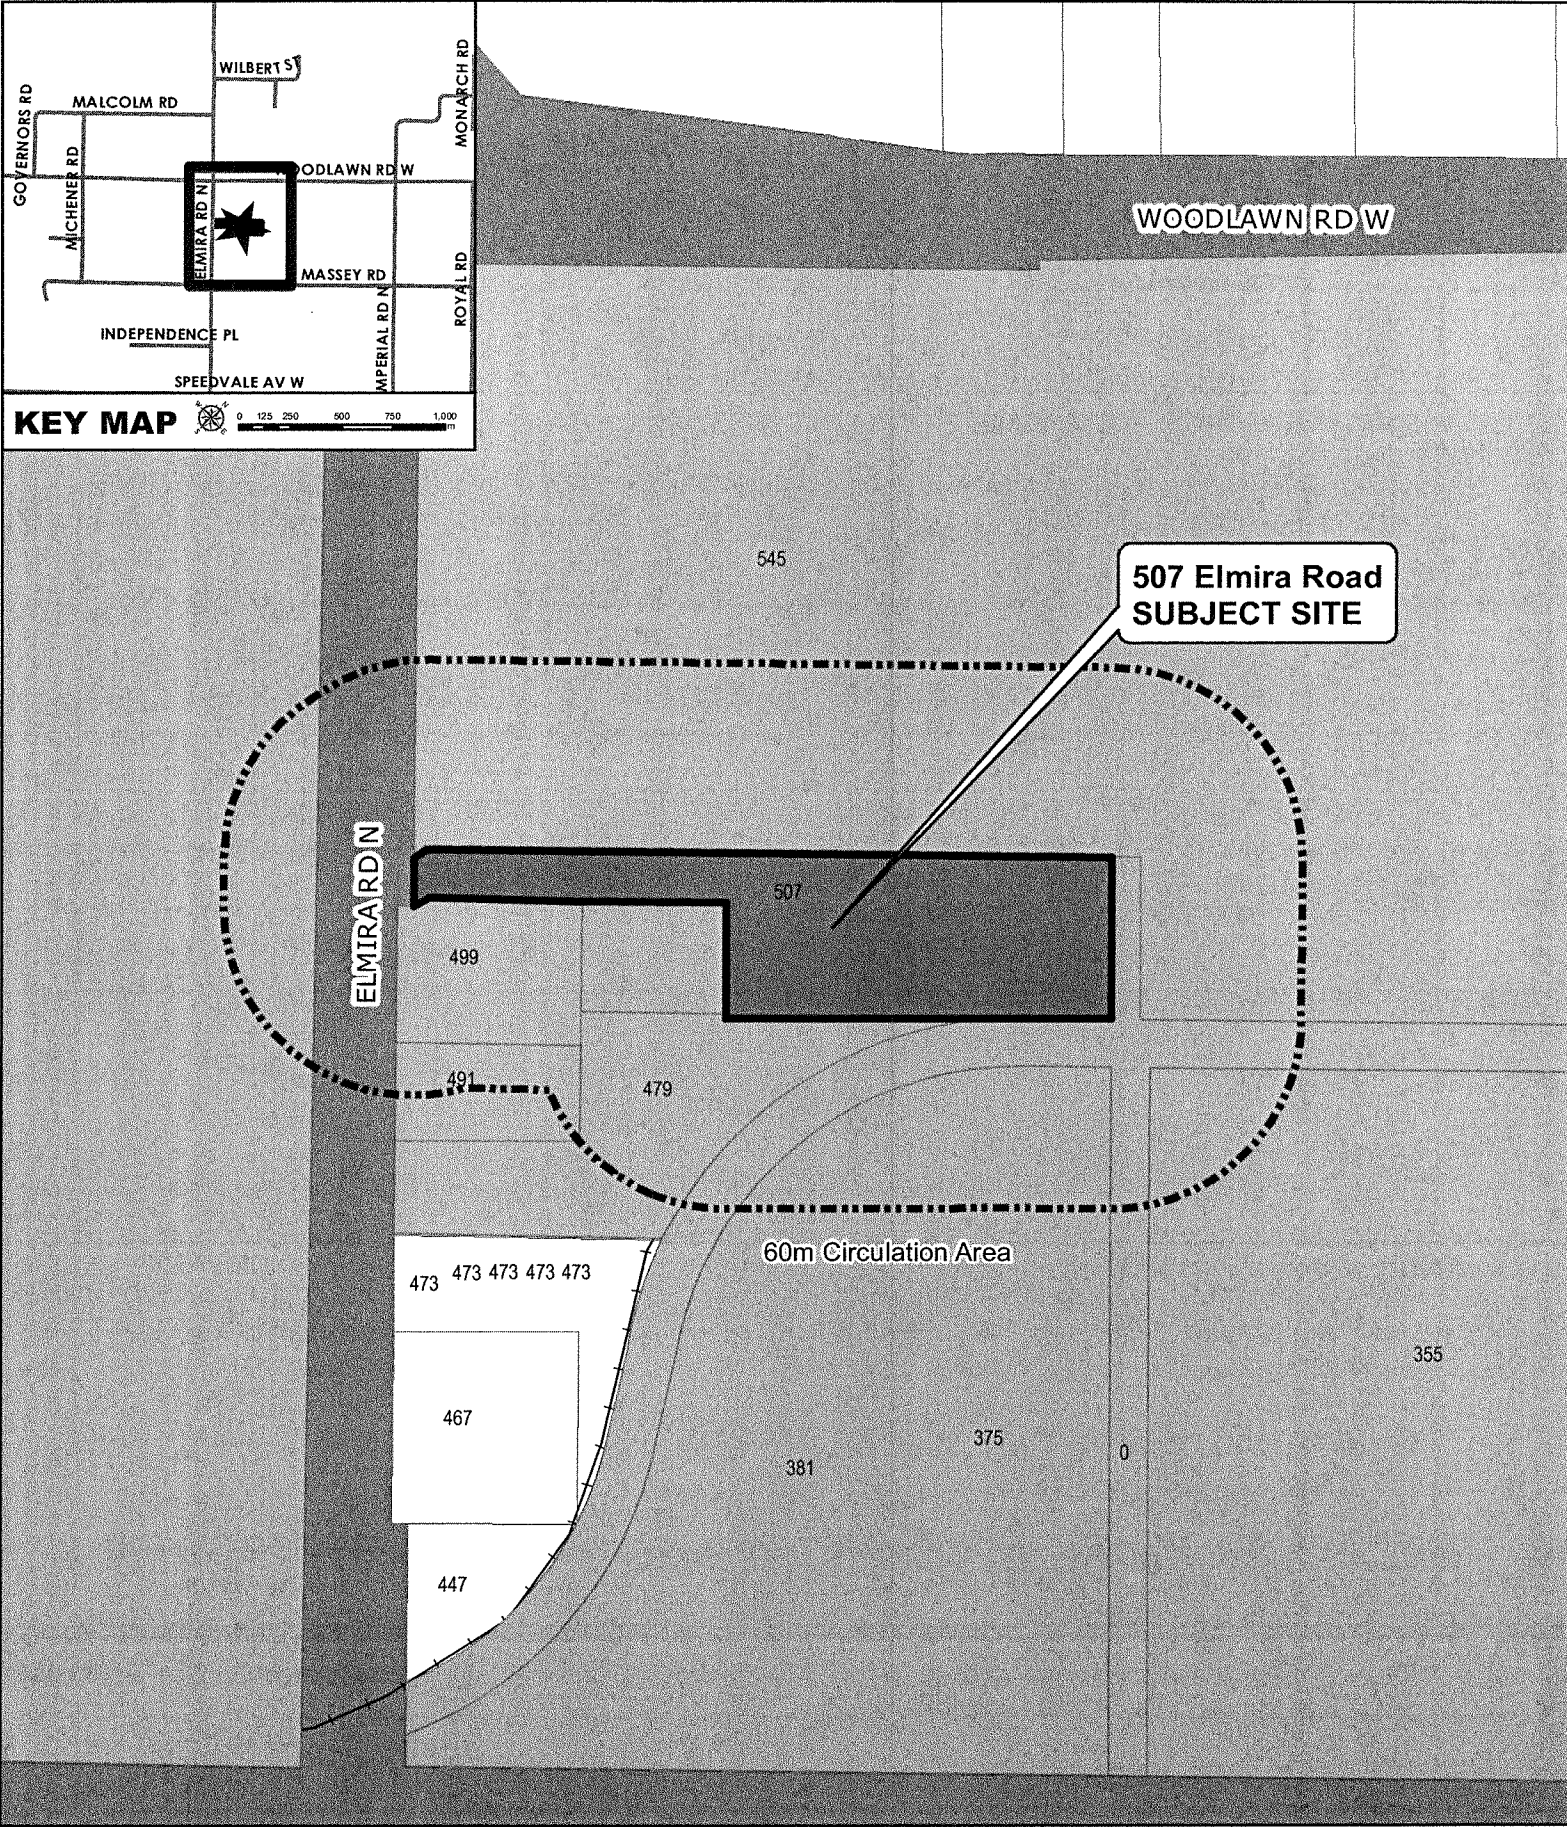 WILBERT ST
MALCOLM RD
GOVERNORS RD
MICHENER RD
MONARCH RD
OODLAWN RD W
ELMIRA RD N
MASSEY RD
MPERIAL RD N
ROYAL RD
INDEPENDENCE PL
SPEEDVALE AV W
KEY MAP
0 125 250 500 750 1,000
m
WOODLAWN RD W
545
507 Elmira Road
SUBJECT SITE
ELMIRA RD N
507
499
491
479
60m Circulation Area
473 473 473 473 473
467
355
375
381
0
447